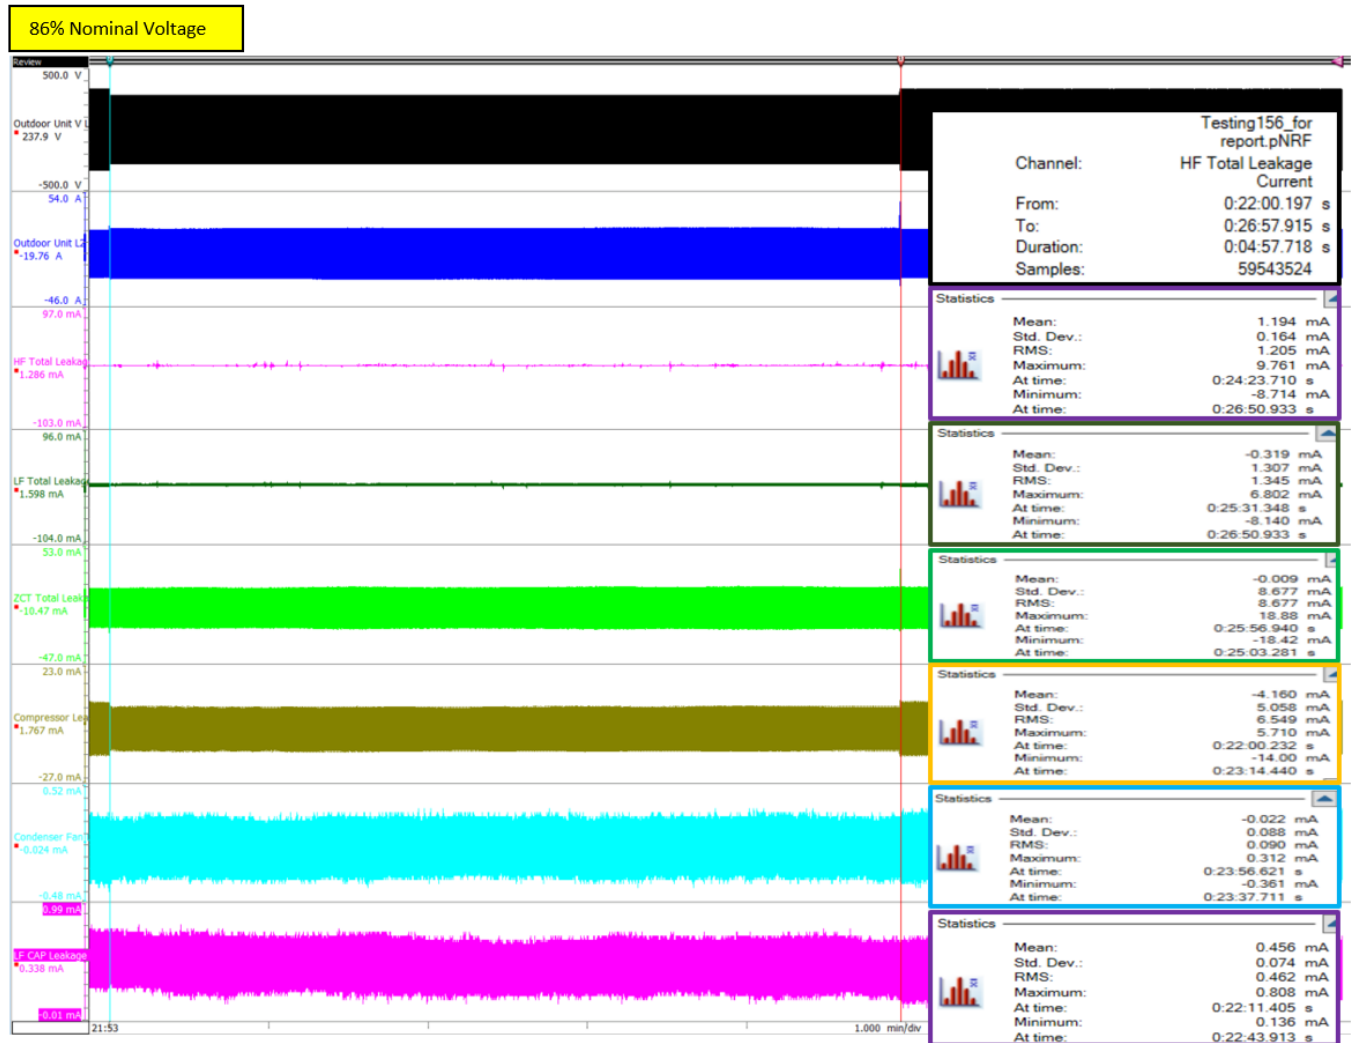 86% Nominal Voltage
Review
500.0 V
Outdoor Unit V L
237.9 V
-500.0 V
54.0 A
Outdoor Unit L2
-19.76 A
-46.0 A
97.0 mA
HF Total Leakag
1.286 mA
-103.0 mA
96.0 mA
LF Total Leakag
1.598 mA
-104.0 mA
53.0 mA
ZCT Total Leak
-10.47 mA
-47.0 mA
23.0 mA
Compressor Lea
1.767 mA
-27.0 mA
0.52 mA
Condenser Fan
-0.024 mA
-0.48 mA
0.99 mA
LF CAP Leakage
0.338 mA
-0.01 mA
21:53
1.000 min/div
Testing156_for
report.pNRF
Channel: HF Total Leakage
Current
From: 0:22:00.197 s
To: 0:26:57.915 s
Duration: 0:04:57.718 s
Samples: 59543524
Statistics
Mean: 1.194 mA
Std. Dev.: 0.164 mA
RMS: 1.205 mA
Maximum: 9.761 mA
At time: 0:24:23.710 s
Minimum: -8.714 mA
At time: 0:26:50.933 s
Statistics
Mean: -0.319 mA
Std. Dev.: 1.307 mA
RMS: 1.345 mA
Maximum: 6.802 mA
At time: 0:25:31.348 s
Minimum: -8.140 mA
At time: 0:26:50.933 s
Statistics
Mean: -0.009 mA
Std. Dev.: 8.677 mA
RMS: 8.677 mA
Maximum: 18.88 mA
At time: 0:25:56.940 s
Minimum: -18.42 mA
At time: 0:25:03.281 s
Statistics
Mean: -4.160 mA
Std. Dev.: 5.058 mA
RMS: 6.549 mA
Maximum: 5.710 mA
At time: 0:22:00.232 s
Minimum: -14.00 mA
At time: 0:23:14.440 s
Statistics
Mean: -0.022 mA
Std. Dev.: 0.088 mA
RMS: 0.090 mA
Maximum: 0.312 mA
At time: 0:23:56.621 s
Minimum: -0.361 mA
At time: 0:23:37.711 s
Statistics
Mean: 0.456 mA
Std. Dev.: 0.074 mA
RMS: 0.462 mA
Maximum: 0.808 mA
At time: 0:22:11.405 s
Minimum: 0.136 mA
At time: 0:22:43.913 s